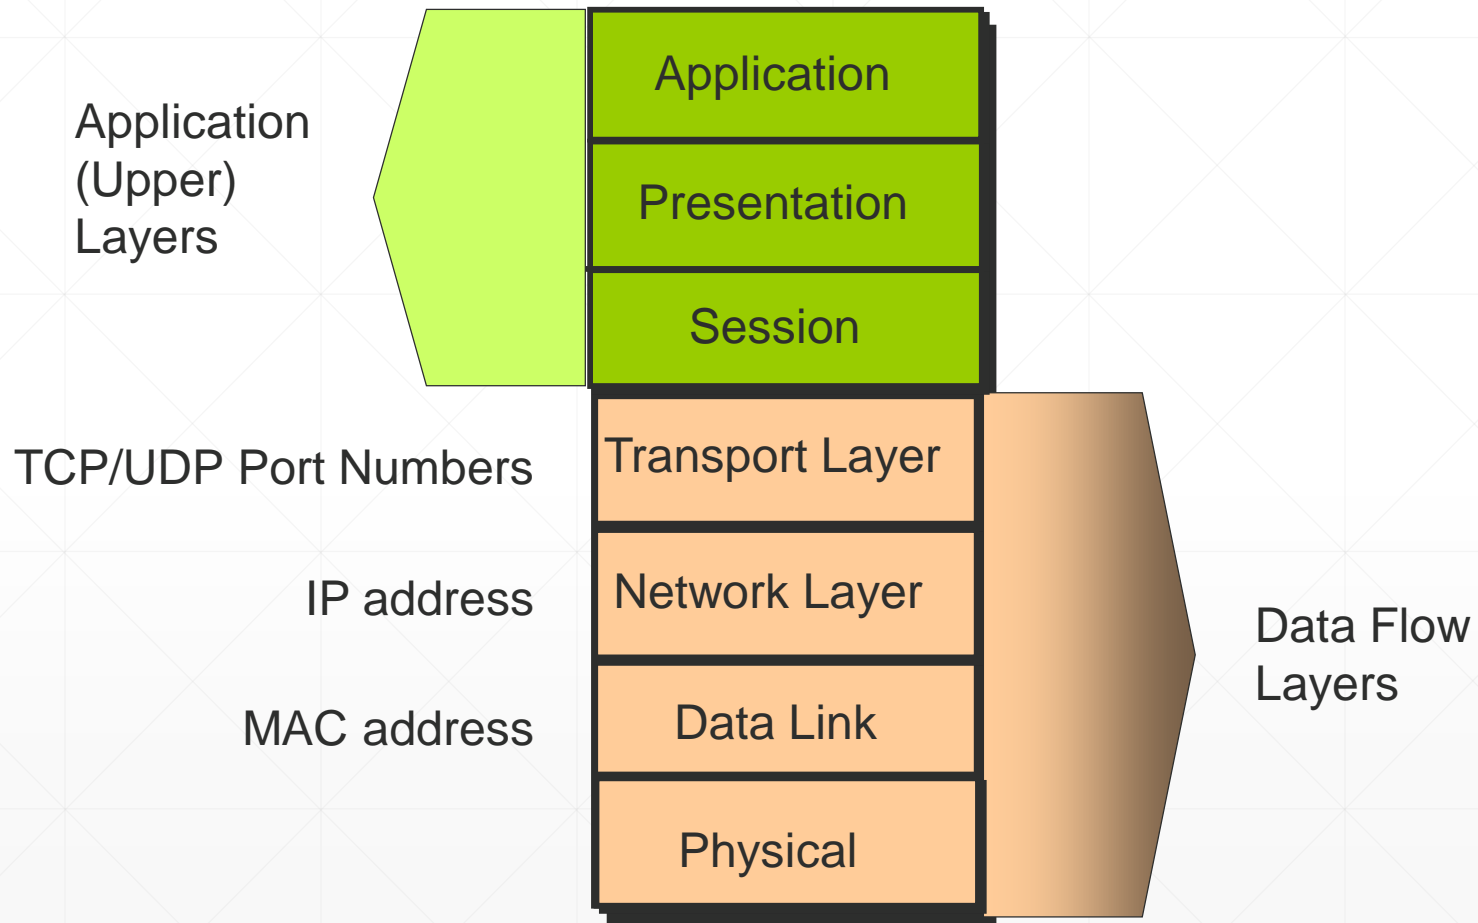 Application
Application
(Upper)
Layers
Presentation
Session
TCP/UDP Port Numbers
Transport Layer
IP address
Network Layer
Data Flow
Layers
MAC address
Data Link
Physical